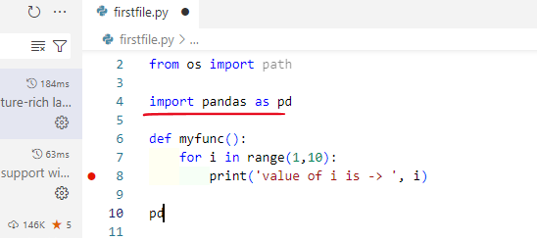 firstfile.py
firstfile.py > ...
184ms
ture-rich la...
63ms
support wi...
146K 5
2 from os import path
3
4 import pandas as pd
5
6 def myfunc():
7 for i in range(1,10):
8 print('value of i is -> ', i)
9
10 pd
11